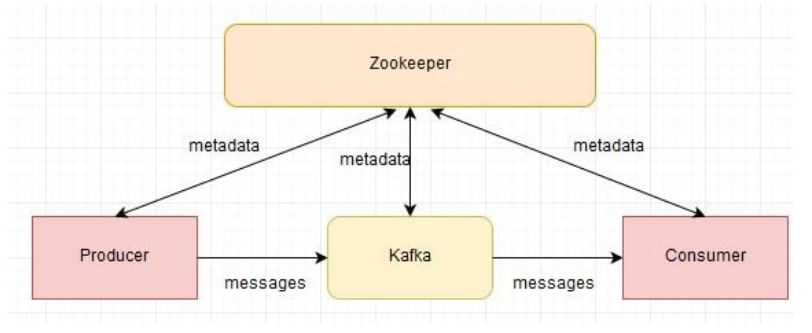 Zookeeper
metadata
metadata
metadata
Producer
messages
Kafka
messages
Consumer